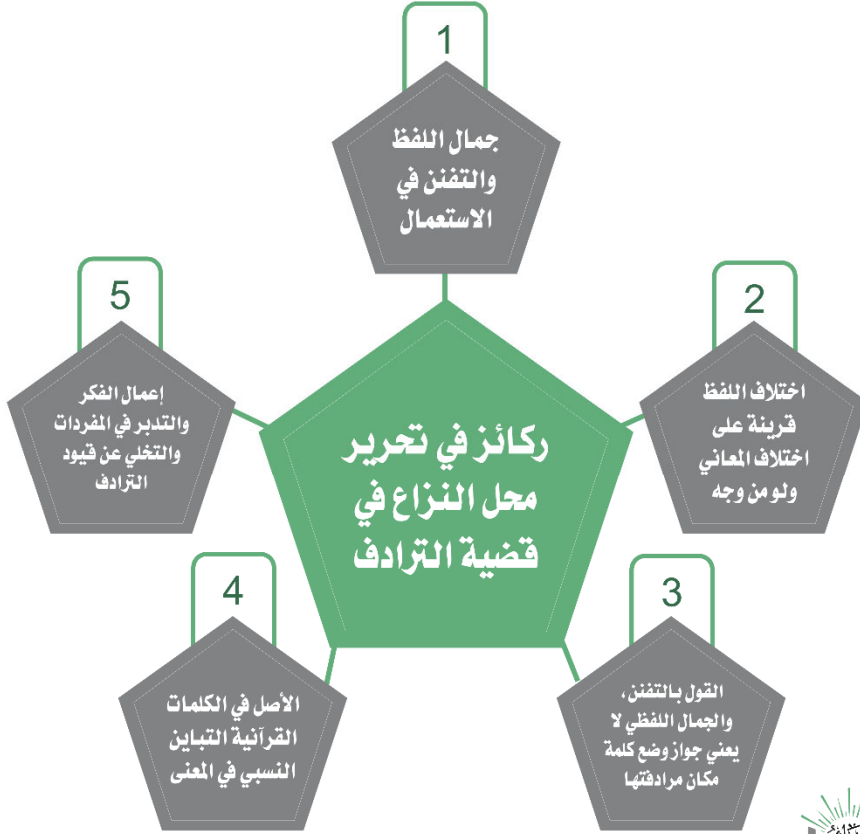 1
جمال اللفظ
والتفنن في
الاستعمال
2
اختلاف اللفظ
قرينة على
اختلاف المعاني
ولو من وجه
3
القول بالتفنن،
والجمال اللفظي لا
يعني جواز وضع كلمة
مكان مرادفتها
4
الأصل في الكلمات
القرآنية التباين
النسبي في المعنى
5
إعمال الفكر
والتدبر في المفردات
والتخلي عن قيود
الترادف
ركائز في تحرير
محل النزاع في
قضية الترادف